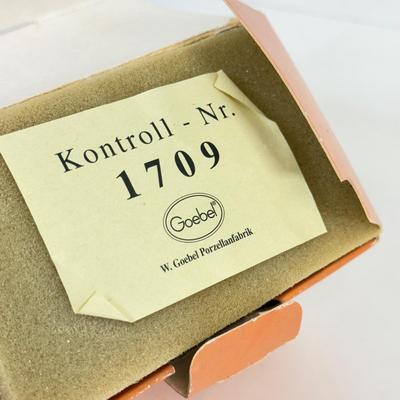 Kontroll - Nr.
1709
Goebel®
W. Goebel Porzellanfabrik